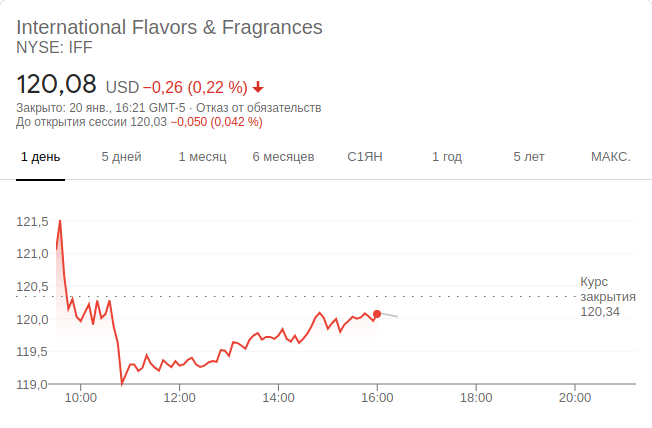 International Flavors & Fragrances
NYSE: IFF
120,08 USD −0,26 (0,22 %)
Закрыто: 20 янв., 16:21 GMT-5 · Отказ от обязательств
До открытия сессии 120,03 −0,050 (0,042 %)
1 день 5 дней 1 месяц 6 месяцев С1ЯН 1 год 5 лет МАКС.
121,5
121,0
120,5
Курс
закрытия
120,34
120,0
119,5
119,0
10:00 12:00 14:00 16:00 18:00 20:00